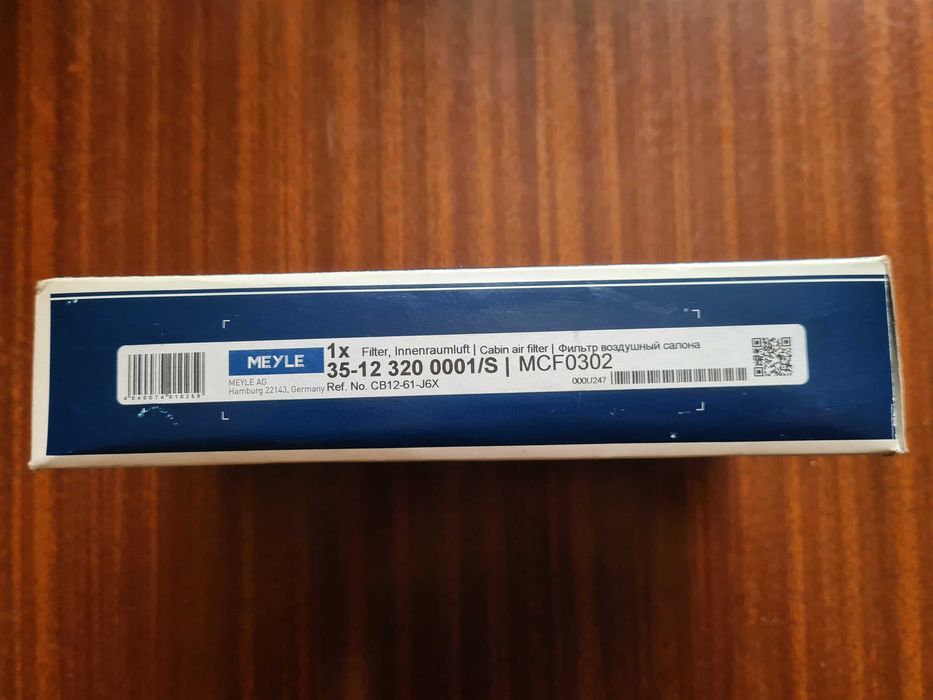 MEYLE
MEYLE AG
Hamburg 22143, Germany
4040074010269
1x Filter, Innenraumluft | Cabin air filter | Фильтр воздушный салона
35-12 320 0001/S | MCF0302
Ref. No. CB12-61-J6X
000U247